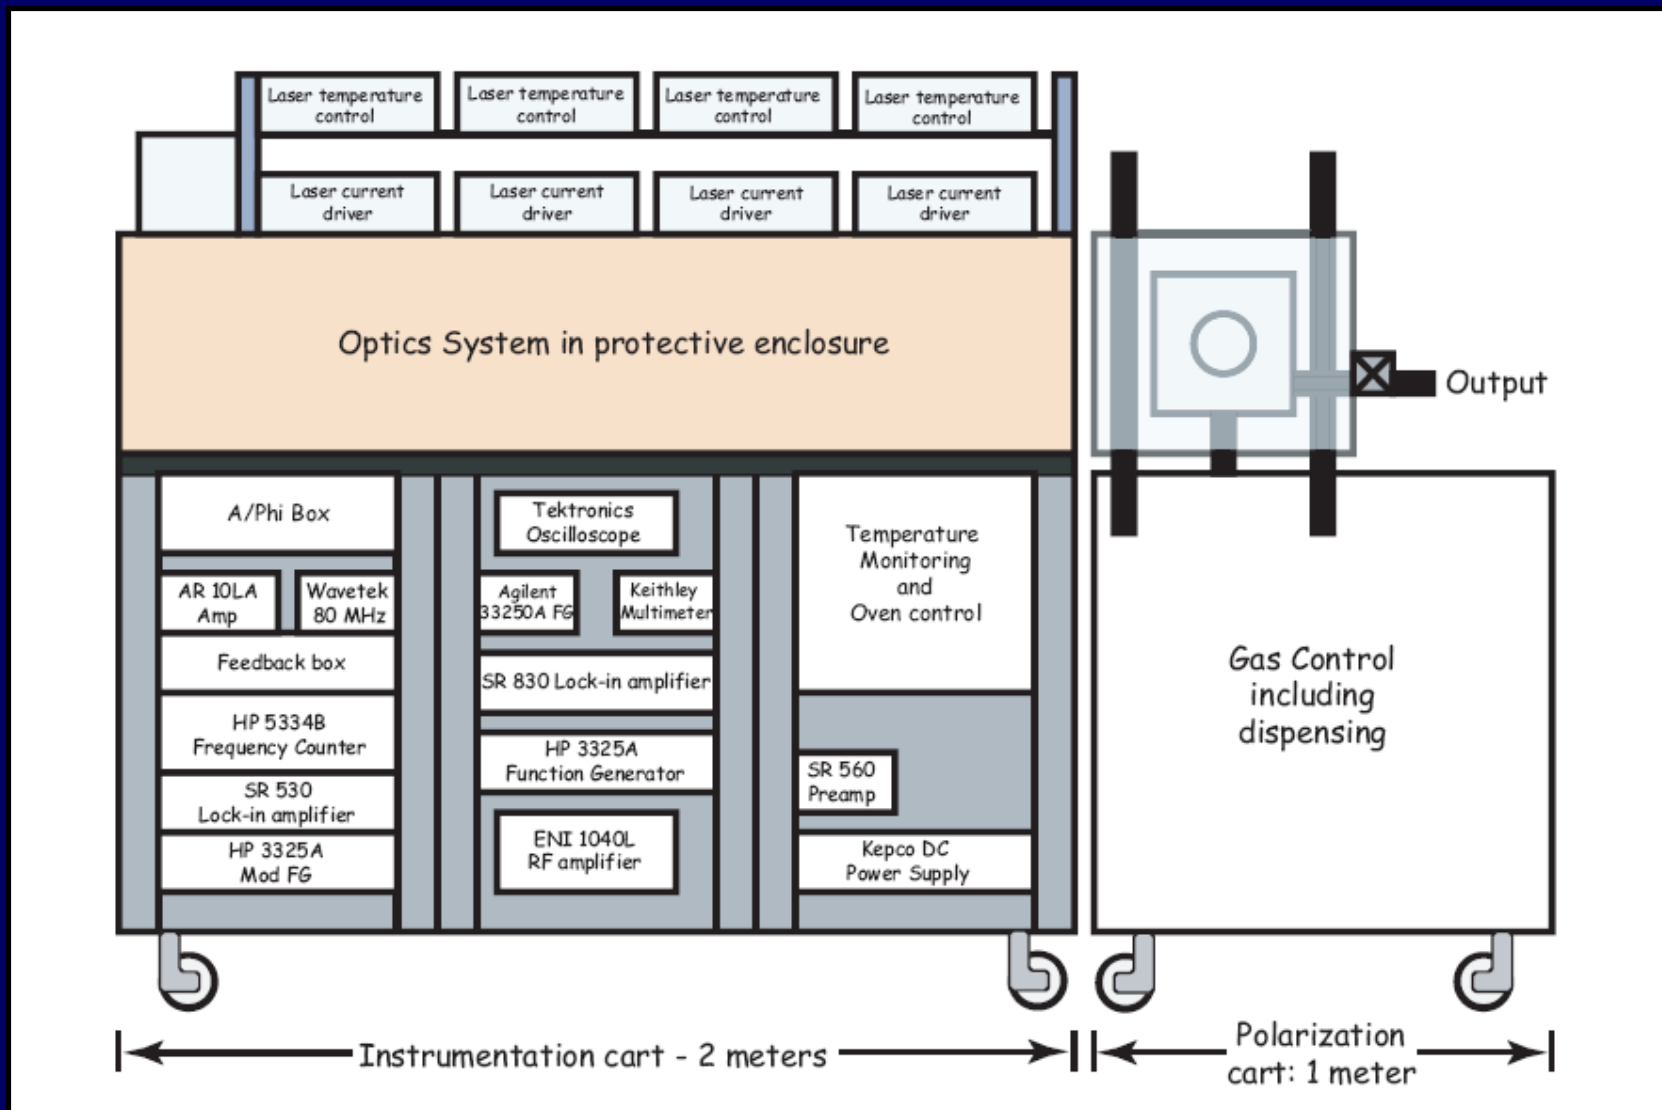 Laser temperature
control
Laser temperature
control
Laser temperature
control
Laser temperature
control
Laser current
driver
Laser current
driver
Laser current
driver
Laser current
driver
Optics System in protective enclosure
Output
A/Phi Box
AR 10LA
Amp
Wavetek
80 MHz
Feedback box
HP 5334B
Frequency Counter
SR 530
Lock-in amplifier
HP 3325A
Mod FG
Tektronics
Oscilloscope
Agilent
33250A FG
Keithley
Multimeter
SR 830 Lock-in amplifier
HP 3325A
Function Generator
ENI 1040L
RF amplifier
Temperature
Monitoring
and
Oven control
SR 560
Preamp
Kepco DC
Power Supply
Gas Control
including
dispensing
Instrumentation cart - 2 meters
Polarization
cart: 1 meter